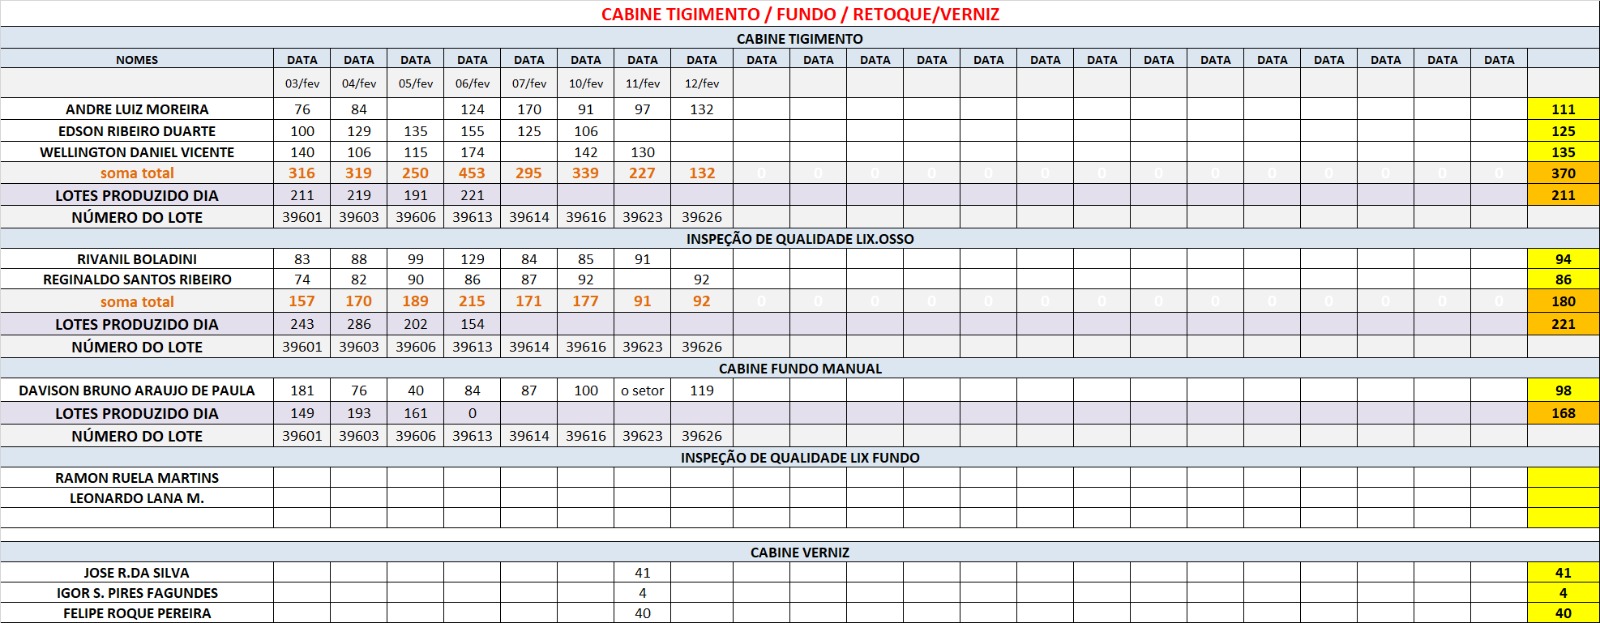 CABINE TIGIMENTO / FUNDO / RETOQUE/VERNIZ
CABINE TIGIMENTO
NOMES DATA DATA DATA DATA DATA DATA DATA DATA DATA DATA DATA DATA DATA DATA DATA DATA DATA DATA DATA DATA DATA DATA
03/fev 04/fev 05/fev 06/fev 07/fev 10/fev 11/fev 12/fev
ANDRE LUIZ MOREIRA 76 84 124 170 91 97 132 111
EDSON RIBEIRO DUARTE 100 129 135 155 125 106 125
WELLINGTON DANIEL VICENTE 140 106 115 174 142 130 135
soma total 316 319 250 453 295 339 227 132 0 0 0 0 0 0 0 0 0 0 0 0 0 0 370
LOTES PRODUZIDO DIA 211 219 191 221 211
NÚMERO DO LOTE 39601 39603 39606 39613 39614 39616 39623 39626
INSPEÇÃO DE QUALIDADE LIX.OSSO
RIVANIL BOLADINI 83 88 99 129 84 85 91 94
REGINALDO SANTOS RIBEIRO 74 82 90 86 87 92 92 86
soma total 157 170 189 215 171 177 91 92 0 0 0 0 0 0 0 0 0 0 0 0 0 0 180
LOTES PRODUZIDO DIA 243 286 202 154 221
NÚMERO DO LOTE 39601 39603 39606 39613 39614 39616 39623 39626
CABINE FUNDO MANUAL
DAVISON BRUNO ARAUJO DE PAULA 181 76 40 84 87 100 o setor 119 98
LOTES PRODUZIDO DIA 149 193 161 0 168
NÚMERO DO LOTE 39601 39603 39606 39613 39614 39616 39623 39626
INSPEÇÃO DE QUALIDADE LIX FUNDO
RAMON RUELA MARTINS
LEONARDO LANA M.
CABINE VERNIZ
JOSE R.DA SILVA 41 41
IGOR S. PIRES FAGUNDES 4 4
FELIPE ROQUE PEREIRA 40 40